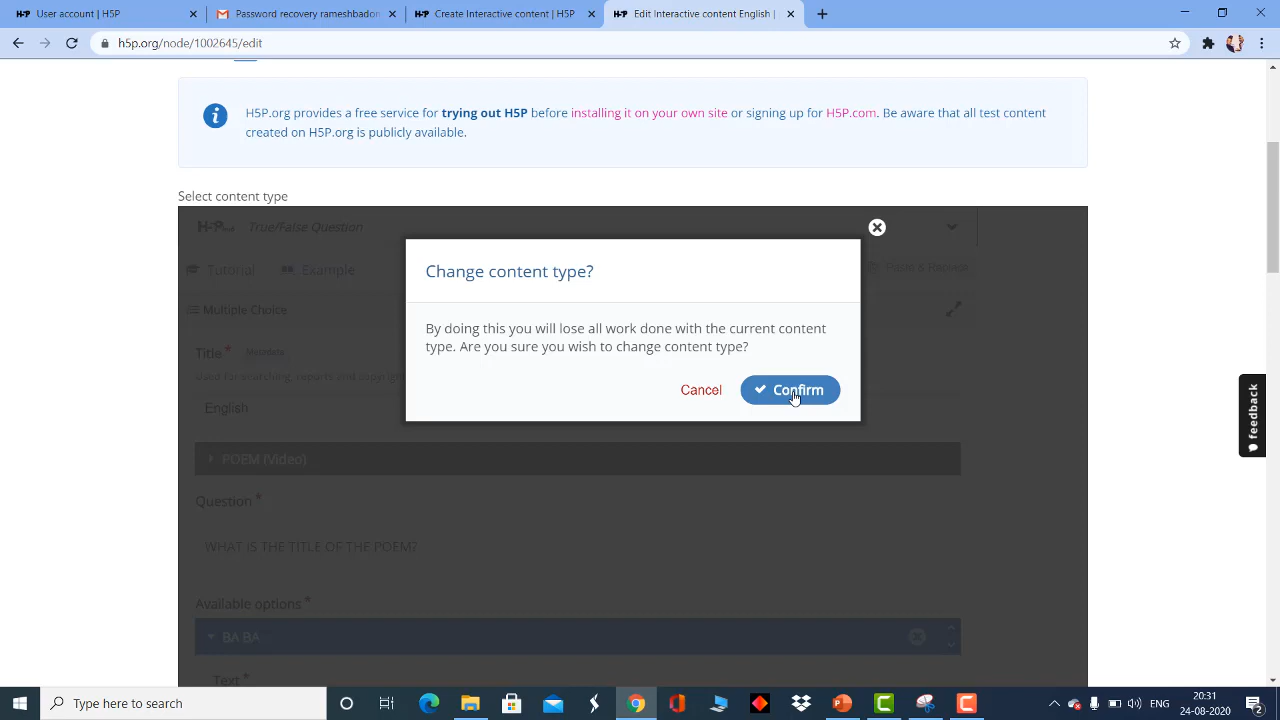 User account | H5P
H5P recovery rameshbado
Change Interactive content | H5P
Edit Interactive content English |
h5p.org/node/1002645/edit
H5P.org provides a free service for trying out H5P before installing it on your own site or signing up for H5P.com. Be aware that all test content
created on H5P.org is publicly available.
Select content type
True/False Question
Tutorial Example
Multiple Choice
Change content type?
By doing this you will lose all work done with the current content
type. Are you sure you wish to change content type?
Cancel Confirm
Title * Metadata
English
POEM (Video)
Question *
WHAT IS THE TITLE OF THE POEM?
Available options *
BA BA
Text *
feedback
Type here to search
ENG
20:31
24-08-2020
2